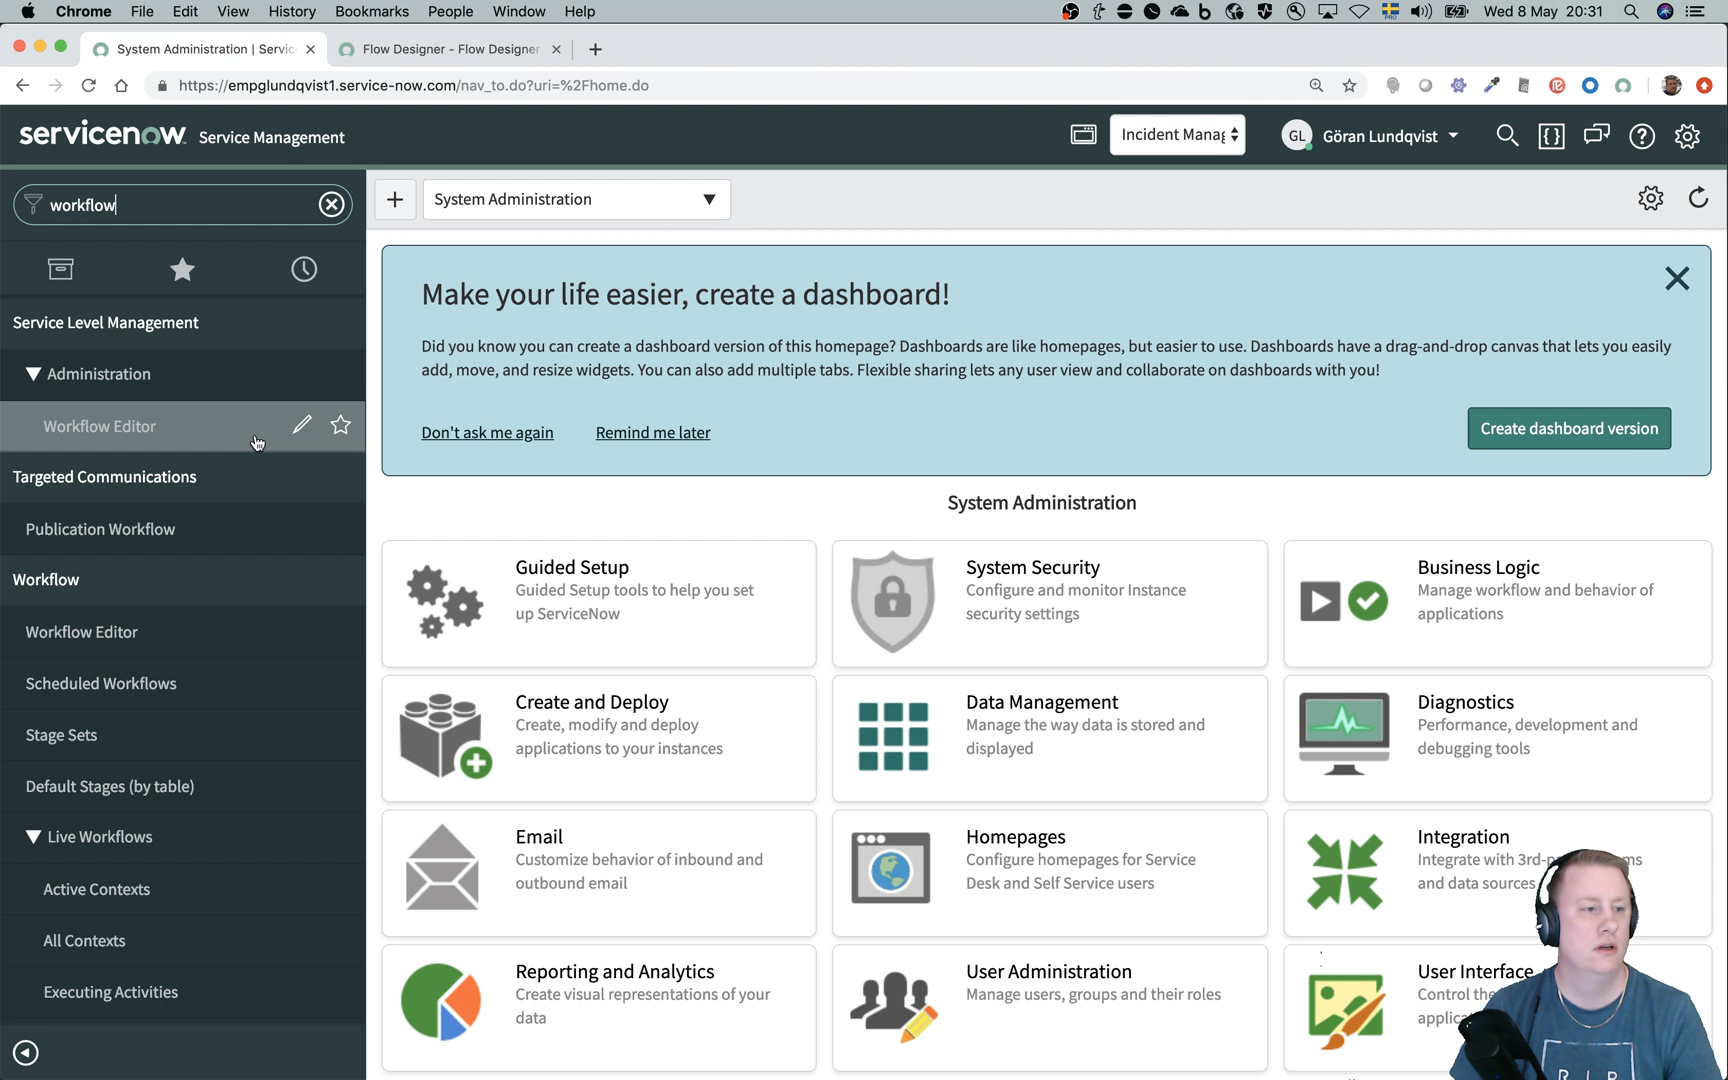 Chrome File Edit View History Bookmarks People Window Help
PRO
Wed 8 May 20:31
System Administration | Servic
Flow Designer - Flow Designer
https://empglundqvist1.service-now.com/nav_to.do?uri=%2Fhome.do
servicenow Service Management
Incident Manag
GL Göran Lundqvist
workflow
System Administration
Service Level Management
Administration
Workflow Editor
Targeted Communications
Publication Workflow
Workflow
Workflow Editor
Scheduled Workflows
Stage Sets
Default Stages (by table)
Live Workflows
Active Contexts
All Contexts
Executing Activities
Make your life easier, create a dashboard!
Did you know you can create a dashboard version of this homepage? Dashboards are like homepages, but easier to use. Dashboards have a drag-and-drop canvas that lets you easily
add, move, and resize widgets. You can also add multiple tabs. Flexible sharing lets any user view and collaborate on dashboards with you!
Don't ask me again
Remind me later
Create dashboard version
System Administration
Guided Setup
Guided Setup tools to help you set
up ServiceNow
System Security
Configure and monitor Instance
security settings
Business Logic
Manage workflow and behavior of
applications
Create and Deploy
Create, modify and deploy
applications to your instances
Data Management
Manage the way data is stored and
displayed
Diagnostics
Performance, development and
debugging tools
Email
Customize behavior of inbound and
outbound email
Homepages
Configure homepages for Service
Desk and Self Service users
Integration
Integrate with 3rd-p
and data sources
Reporting and Analytics
Create visual representations of your
data
User Administration
Manage users, groups and their roles
User Interface
Control the
applic
R I P